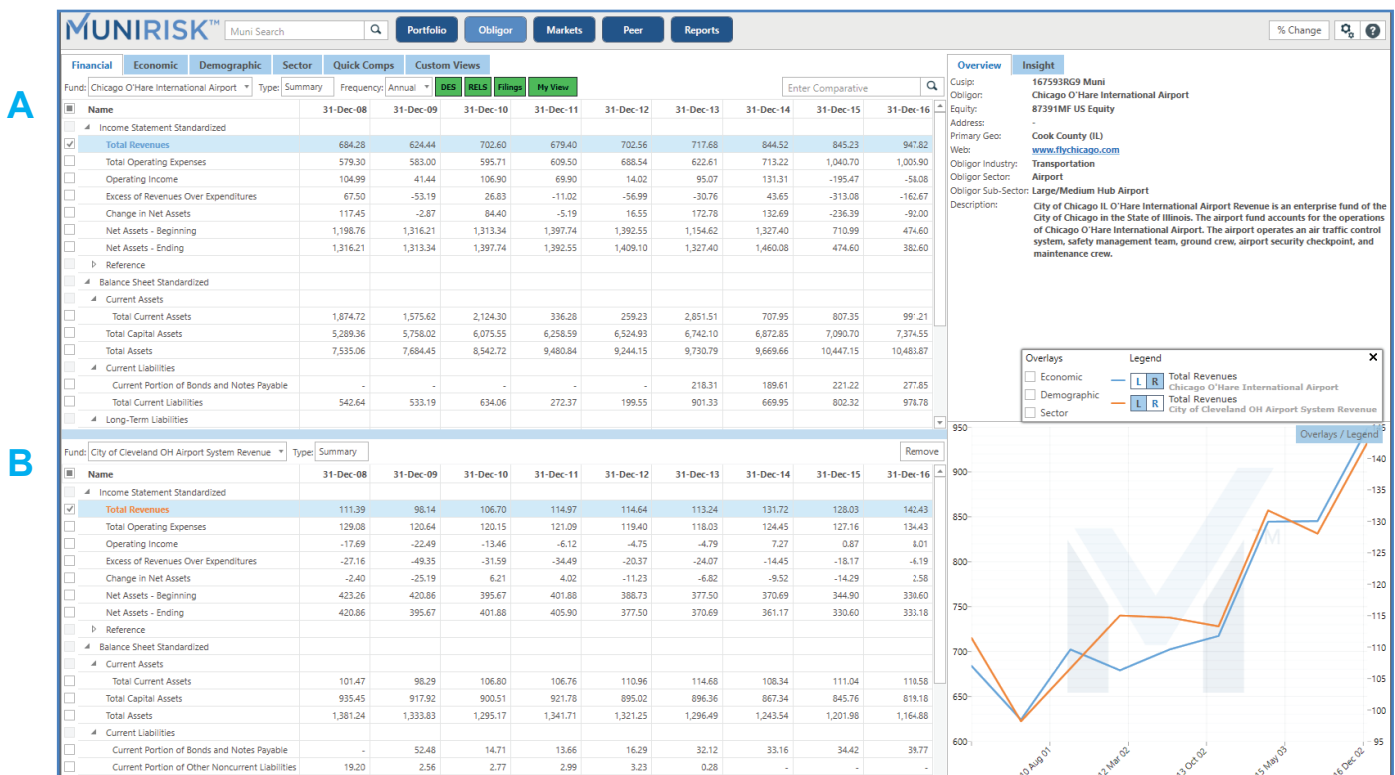 MUNIRISK™ Muni Search Portfolio Obligor Markets Peer Reports % Change ?
Financial Economic Demographic Sector Quick Comps Custom Views
Fund: Chicago O'Hare International Airport Type: Summary Frequency: Annual DES RELS Filings My View Enter Comparative
A
Name 31-Dec-08 31-Dec-09 31-Dec-10 31-Dec-11 31-Dec-12 31-Dec-13 31-Dec-14 31-Dec-15 31-Dec-16
Income Statement Standardized
Total Revenues 684.28 624.44 702.60 679.40 702.56 717.68 844.52 845.23 947.82
Total Operating Expenses 579.30 583.00 595.71 609.50 688.54 622.61 713.22 1,040.70 1,005.90
Operating Income 104.99 41.44 106.90 69.90 14.02 95.07 131.31 -195.47 -58.08
Excess of Revenues Over Expenditures 67.50 -53.19 26.83 -11.02 -56.99 -30.76 43.65 -313.08 -162.67
Change in Net Assets 117.45 -2.87 84.40 -5.19 16.55 172.78 132.69 -236.39 -92.00
Net Assets - Beginning 1,198.76 1,316.21 1,313.34 1,397.74 1,392.55 1,154.62 1,327.40 710.99 474.60
Net Assets - Ending 1,316.21 1,313.34 1,397.74 1,392.55 1,409.10 1,327.40 1,460.08 474.60 382.60
Reference
Balance Sheet Standardized
Current Assets
Total Current Assets 1,874.72 1,575.62 2,124.30 336.28 259.23 2,851.51 707.95 807.35 991.21
Total Capital Assets 5,289.36 5,758.02 6,075.55 6,258.59 6,524.93 6,742.10 6,872.85 7,090.70 7,374.55
Total Assets 7,535.06 7,684.45 8,542.72 9,480.84 9,244.15 9,730.79 9,669.66 10,447.15 10,483.87
Current Liabilities
Current Portion of Bonds and Notes Payable - - - - - 218.31 189.61 221.22 277.85
Total Current Liabilities 542.64 533.19 634.06 272.37 199.55 901.33 669.95 802.32 978.78
Long-Term Liabilities
Overview Insight
Cusip: 167593RG9 Muni
Obligor: Chicago O'Hare International Airport
Equity: 87391MF US Equity
Address: -
Primary Geo: Cook County (IL)
Web: www.flychicago.com
Obligor Industry: Transportation
Obligor Sector: Airport
Obligor Sub-Sector: Large/Medium Hub Airport
Description: City of Chicago IL O'Hare International Airport Revenue is an enterprise fund of the
City of Chicago in the State of Illinois. The airport fund accounts for the operations
of Chicago O'Hare International Airport. The airport operates an air traffic control
system, safety management team, ground crew, airport security checkpoint, and
maintenance crew.
Overlays Legend X
Economic L R Total Revenues
Chicago O'Hare International Airport
Demographic L R Total Revenues
Sector City of Cleveland OH Airport System Revenue
B
Fund: City of Cleveland OH Airport System Revenue Type: Summary Remove
Name 31-Dec-08 31-Dec-09 31-Dec-10 31-Dec-11 31-Dec-12 31-Dec-13 31-Dec-14 31-Dec-15 31-Dec-16
Income Statement Standardized
Total Revenues 111.39 98.14 106.70 114.97 114.64 113.24 131.72 128.03 142.43
Total Operating Expenses 129.08 120.64 120.15 121.09 119.40 118.03 124.45 127.16 134.43
Operating Income -17.69 -22.49 -13.46 -6.12 -4.75 -4.79 7.27 0.87 8.01
Excess of Revenues Over Expenditures -27.16 -49.35 -31.59 -34.49 -20.37 -24.07 -14.45 -18.17 -6.19
Change in Net Assets -2.40 -25.19 6.21 4.02 -11.23 -6.82 -9.52 -14.29 2.58
Net Assets - Beginning 423.26 420.86 395.67 401.88 388.73 377.50 370.69 344.90 330.60
Net Assets - Ending 420.86 395.67 401.88 405.90 377.50 370.69 361.17 330.60 333.18
Reference
Balance Sheet Standardized
Current Assets
Total Current Assets 101.47 98.29 106.80 106.76 110.96 114.68 108.34 111.04 110.58
Total Capital Assets 935.45 917.92 900.51 921.78 895.02 896.36 867.34 845.76 819.18
Total Assets 1,381.24 1,333.83 1,295.17 1,341.71 1,321.25 1,296.49 1,243.54 1,201.98 1,164.88
Current Liabilities
Current Portion of Bonds and Notes Payable - 52.48 14.71 13.66 16.29 32.12 33.16 34.42 39.77
Current Portion of Other Noncurrent Liabilities 19.20 2.56 2.77 2.99 3.23 0.28 - - -
Overlays / Legend
950
900
850
800
750
700
650
600
140
135
130
125
120
115
110
105
100
95
10 Aug 01
12 Mar 02
13 Oct 02
15 May 03
16 Dec 02